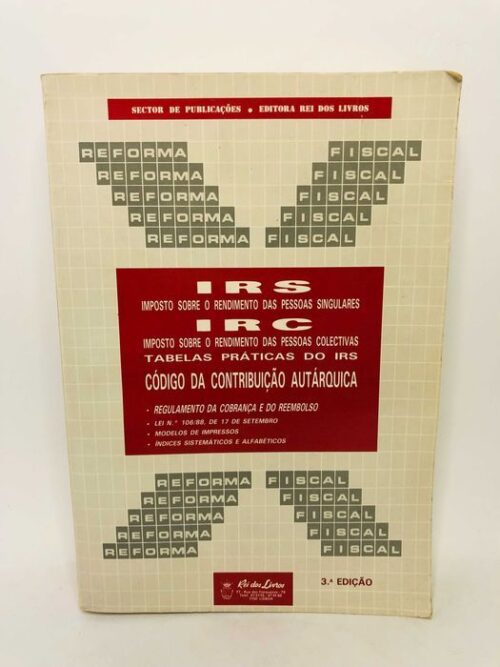 SECTOR DE PUBLICAÇÕES • EDITORA REI DOS LIVROS
REFORMA FISCAL
REFORMA FISCAL
REFORMA FISCAL
REFORMA FISCAL
REFORMA FISCAL
IRS
IMPOSTO SOBRE O RENDIMENTO DAS PESSOAS SINGULARES
IRC
IMPOSTO SOBRE O RENDIMENTO DAS PESSOAS COLECTIVAS
TABELAS PRÁTICAS DO IRS
CÓDIGO DA CONTRIBUIÇÃO AUTÁRQUICA
- REGULAMENTO DA COBRANÇA E DO REEMBOLSO
- LEI N.º 106/88, DE 17 DE SETEMBRO
- MODELOS DE IMPRESSOS
- ÍNDICES SISTEMÁTICOS E ALFABÉTICOS
REFORMA FISCAL
REFORMA FISCAL
REFORMA FISCAL
REFORMA FISCAL
REFORMA FISCAL
Rei dos Livros
3.ª EDIÇÃO